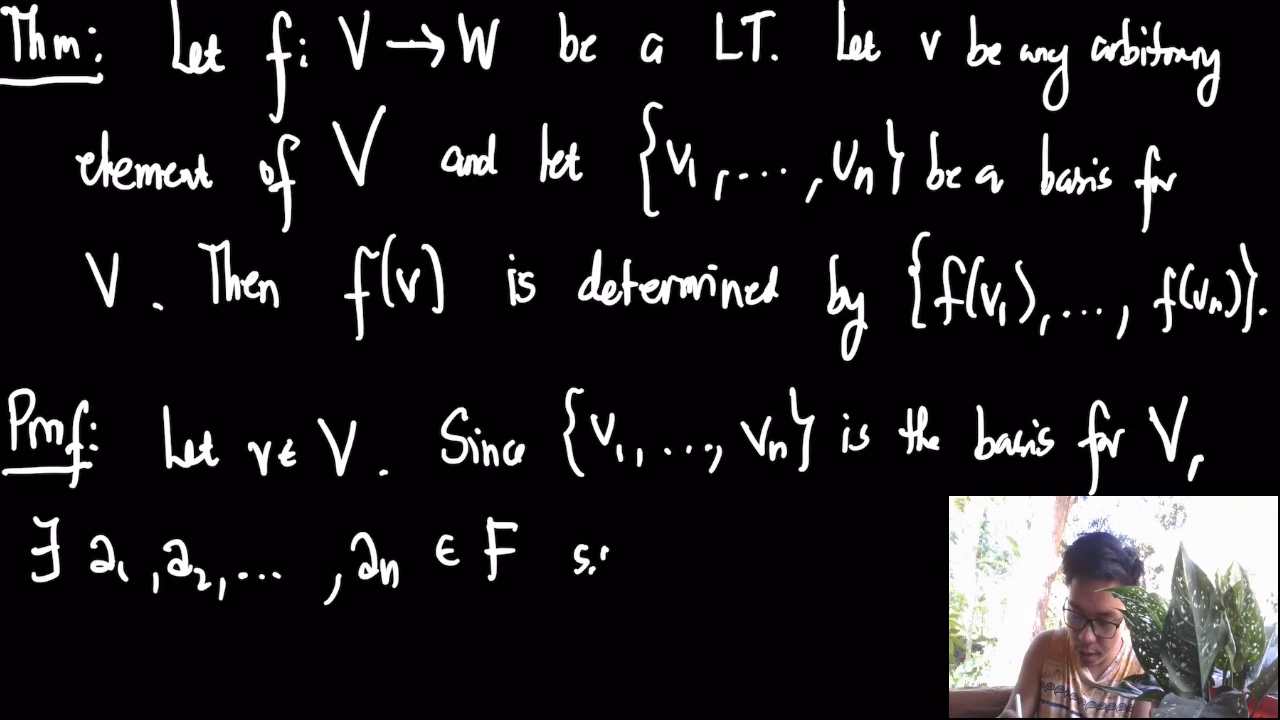 Thm: Let f: V → W be a LT. Let v be any arbitrary
element of V and let {v₁, ..., vₙ} be a basis for
V. Then f(v) is determined by {f(v₁), ..., f(vₙ)}.
Proof: Let v ∈ V. Since {v₁, ..., vₙ} is the basis for V,
∃ a₁, a₂, ..., aₙ ∈ F s.